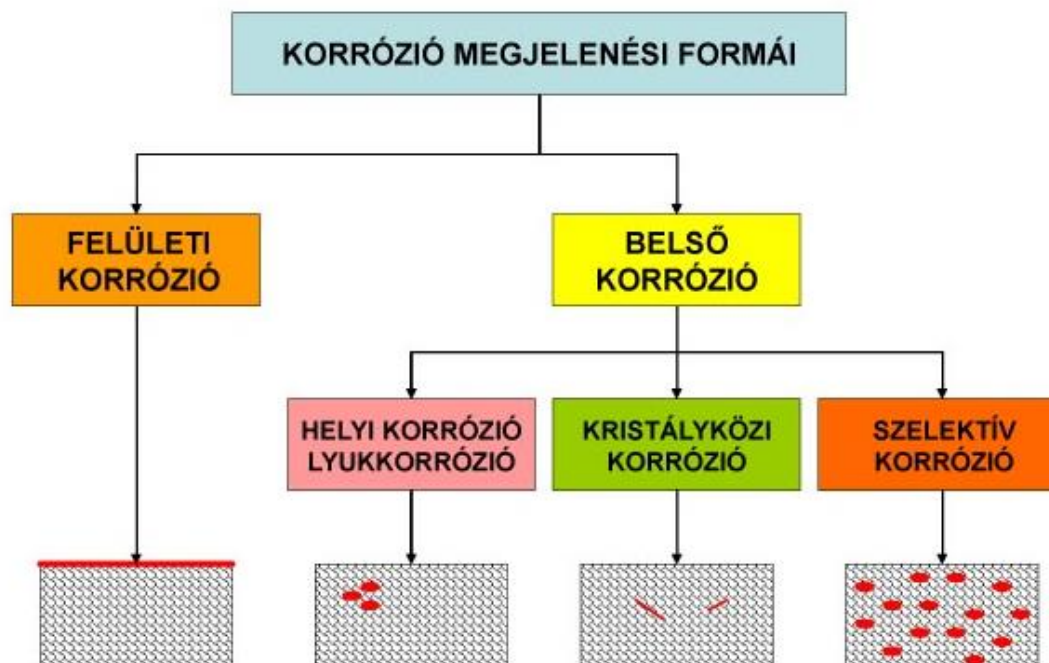 KORRÓZIÓ MEGJELENÉSI FORMÁI
FELÜLETI
KORRÓZIÓ
BELSŐ
KORRÓZIÓ
HELYI KORRÓZIÓ
LYUKKORRÓZIÓ
KRISTÁLYKÖZI
KORRÓZIÓ
SZELEKTÍV
KORRÓZIÓ